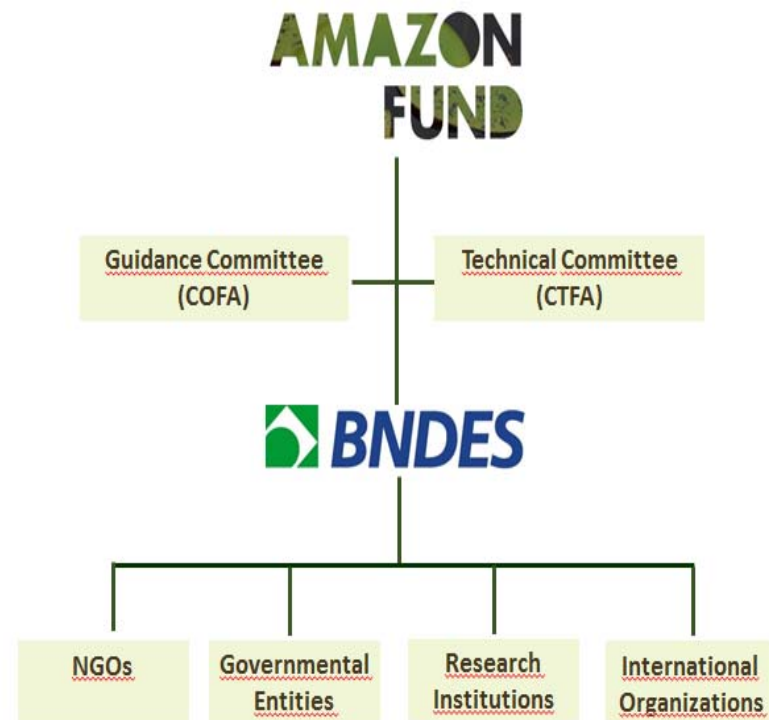 AMAZON
FUND
Guidance Committee
(COFA)
Technical Committee
(CTFA)
BNDES
NGOs
Governmental
Entities
Research
Institutions
International
Organizations